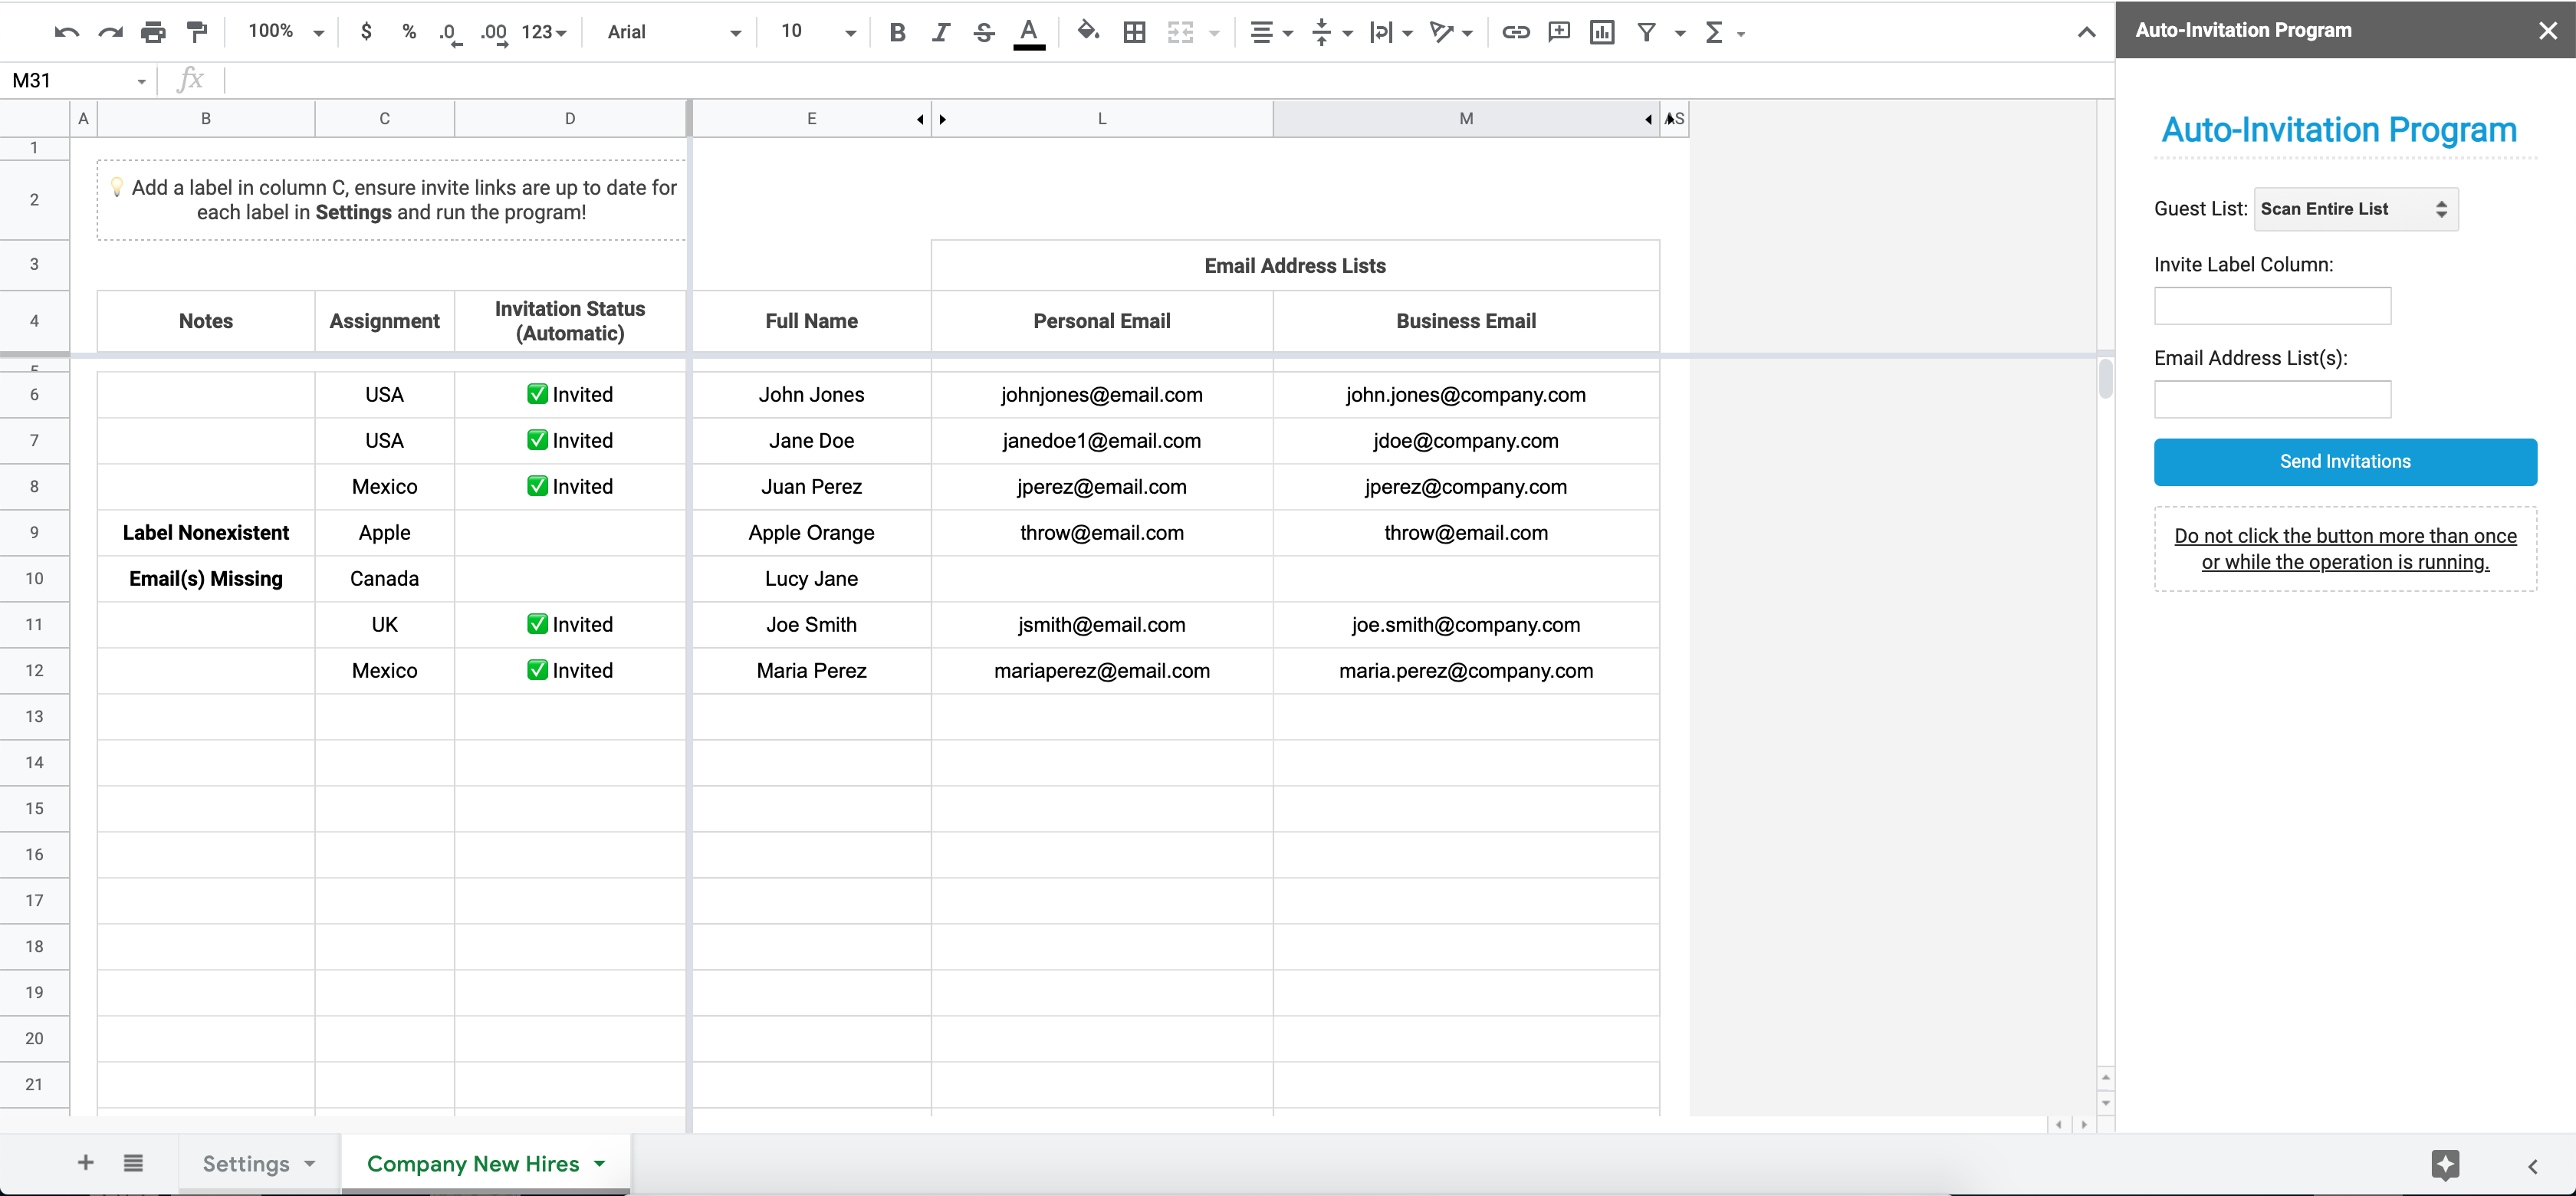 100%
$
%
.0
.00
123
Arial
10
B
I
S
A
Σ
Auto-Invitation Program
M31
fx
A B C D E L M AS
1
2
💡 Add a label in column C, ensure invite links are up to date for
each label in Settings and run the program!
3
Email Address Lists
4
Notes
Assignment
Invitation Status
(Automatic)
Full Name
Personal Email
Business Email
5
6 USA ✅ Invited John Jones johnjones@email.com john.jones@company.com
7 USA ✅ Invited Jane Doe janedoe1@email.com jdoe@company.com
8 Mexico ✅ Invited Juan Perez jperez@email.com jperez@company.com
9 Label Nonexistent Apple Apple Orange throw@email.com throw@email.com
10 Email(s) Missing Canada Lucy Jane
11 UK ✅ Invited Joe Smith jsmith@email.com joe.smith@company.com
12 Mexico ✅ Invited Maria Perez mariaperez@email.com maria.perez@company.com
13
14
15
16
17
18
19
20
21
Auto-Invitation Program
Guest List: Scan Entire List
Invite Label Column:
Email Address List(s):
Send Invitations
Do not click the button more than once
or while the operation is running.
Settings
Company New Hires